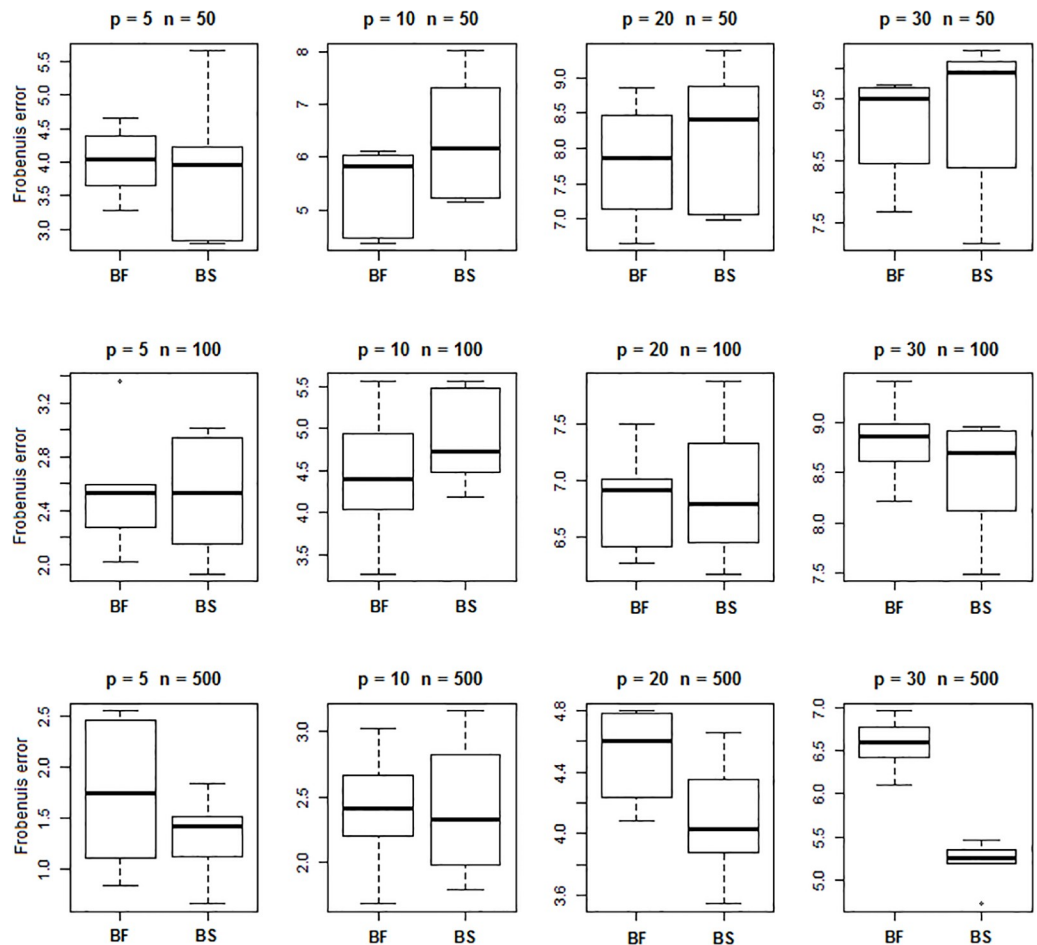 p = 5 n = 50
p = 10 n = 50
p = 20 n = 50
p = 30 n = 50
Frobenuis error
3.0 3.5 4.0 4.5 5.0 5.5
5 6 7 8
7.0 7.5 8.0 8.5 9.0
7.5 8.5 9.5
BF BS
BF BS
BF BS
BF BS
p = 5 n = 100
p = 10 n = 100
p = 20 n = 100
p = 30 n = 100
Frobenuis error
2.0 2.4 2.8 3.2
3.5 4.0 4.5 5.0 5.5
6.5 7.0 7.5
7.5 8.0 8.5 9.0
BF BS
BF BS
BF BS
BF BS
p = 5 n = 500
p = 10 n = 500
p = 20 n = 500
p = 30 n = 500
Frobenuis error
1.0 1.5 2.0 2.5
2.0 2.5 3.0
3.6 4.0 4.4 4.8
5.0 5.5 6.0 6.5 7.0
BF BS
BF BS
BF BS
BF BS